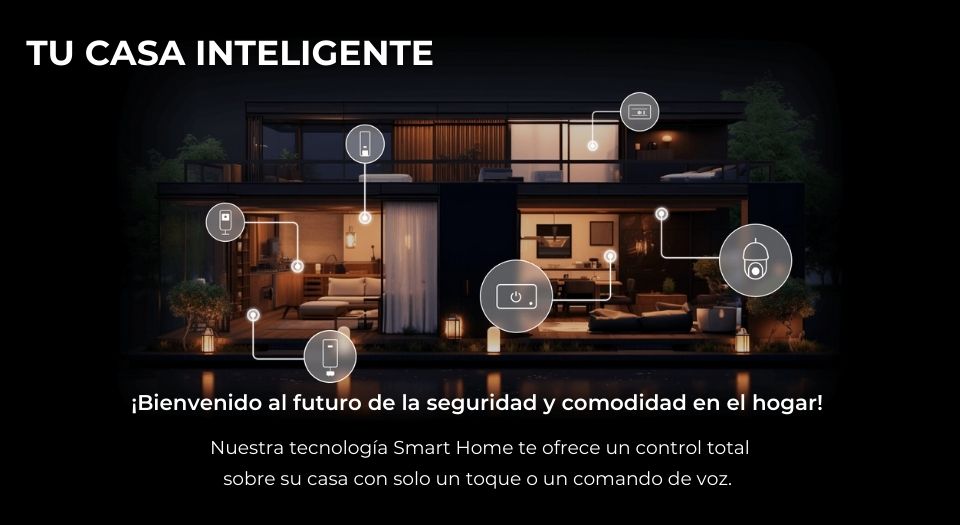 TU CASA INTELIGENTE
¡Bienvenido al futuro de la seguridad y comodidad en el hogar!
Nuestra tecnología Smart Home te ofrece un control total
sobre su casa con solo un toque o un comando de voz.